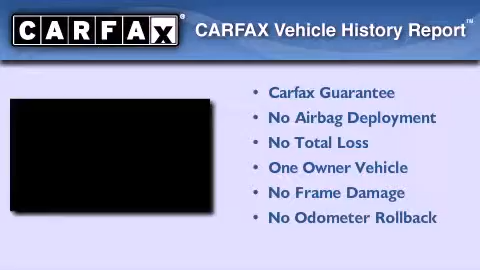 CARFAX® CARFAX Vehicle History Report™
• Carfax Guarantee
• No Airbag Deployment
• No Total Loss
• One Owner Vehicle
• No Frame Damage
• No Odometer Rollback